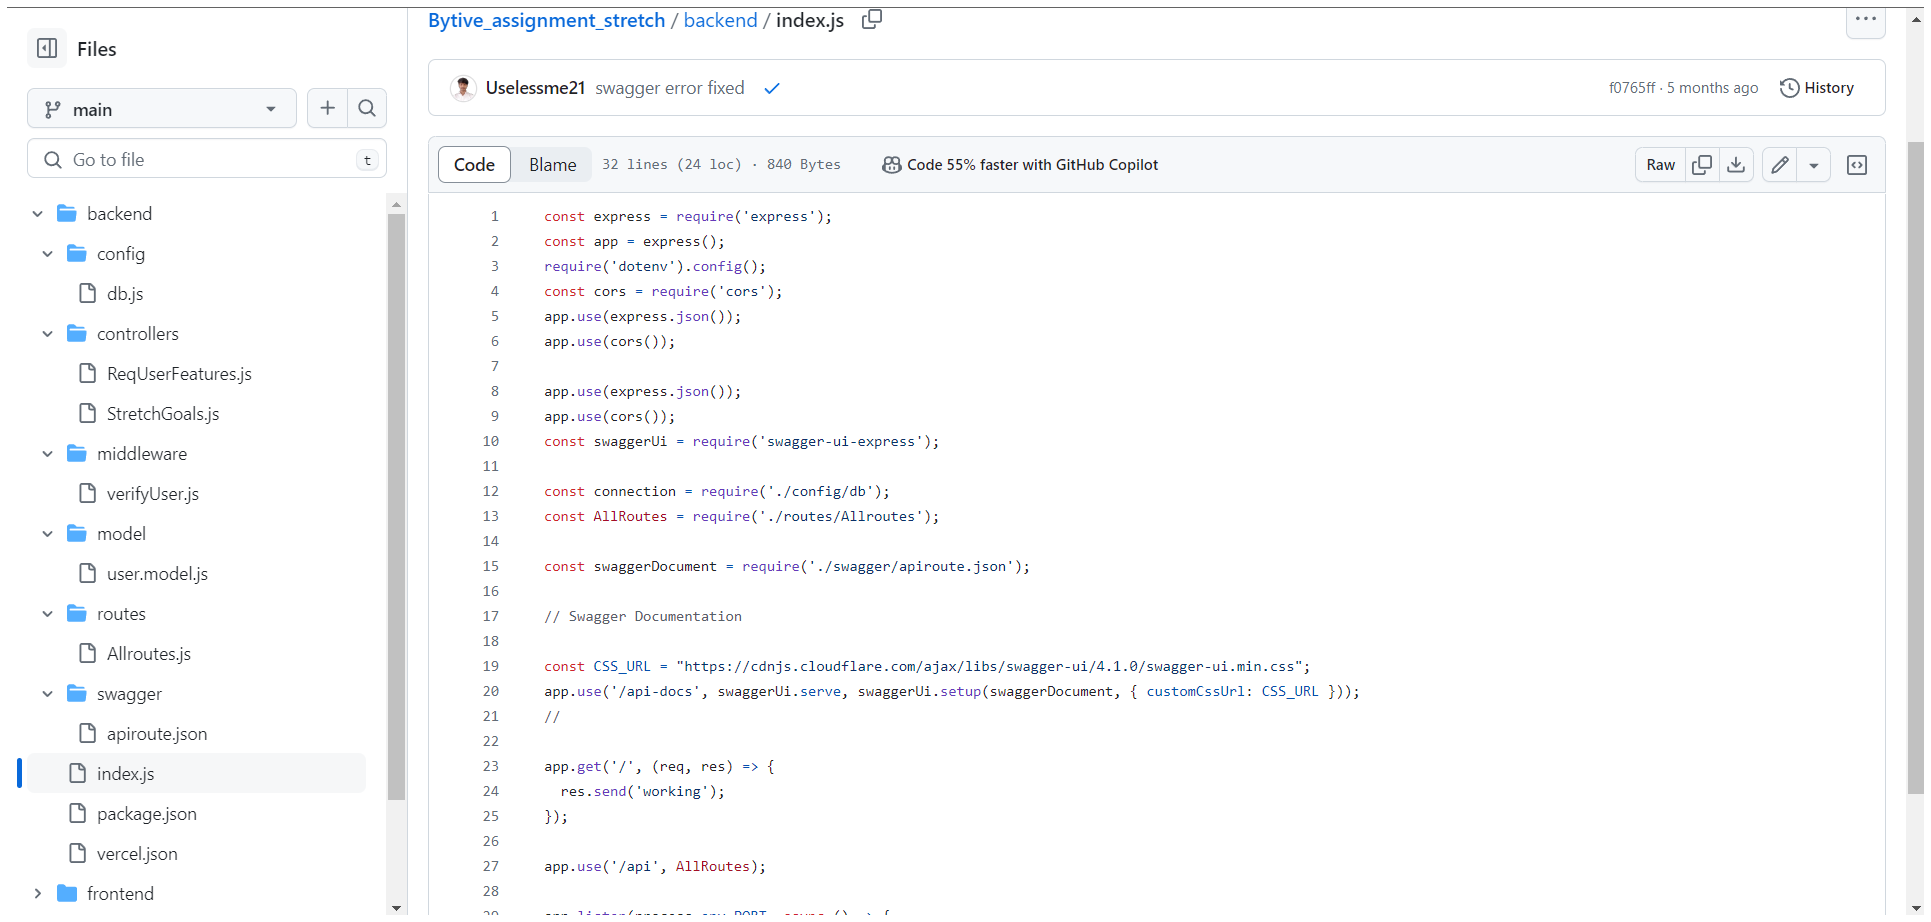 Files
main
Go to file
t
backend
config
db.js
controllers
ReqUserFeatures.js
StretchGoals.js
middleware
verifyUser.js
model
user.model.js
routes
Allroutes.js
swagger
apiroute.json
index.js
package.json
vercel.json
frontend
Bytive_assignment_stretch / backend / index.js
Uselessme21 swagger error fixed
f0765ff · 5 months ago
History
Code
Blame
32 lines (24 loc) · 840 Bytes
Code 55% faster with GitHub Copilot
Raw
1 const express = require('express');
2 const app = express();
3 require('dotenv').config();
4 const cors = require('cors');
5 app.use(express.json());
6 app.use(cors());
7
8 app.use(express.json());
9 app.use(cors());
10 const swaggerUi = require('swagger-ui-express');
11
12 const connection = require('./config/db');
13 const AllRoutes = require('./routes/Allroutes');
14
15 const swaggerDocument = require('./swagger/apiroute.json');
16
17 // Swagger Documentation
18
19 const CSS_URL = "https://cdnjs.cloudflare.com/ajax/libs/swagger-ui/4.1.0/swagger-ui.min.css";
20 app.use('/api-docs', swaggerUi.serve, swaggerUi.setup(swaggerDocument, { customCssUrl: CSS_URL }));
21 //
22
23 app.get('/', (req, res) => {
24 res.send('working');
25 });
26
27 app.use('/api', AllRoutes);
28
29 app.listen(process.env.PORT, async () => {